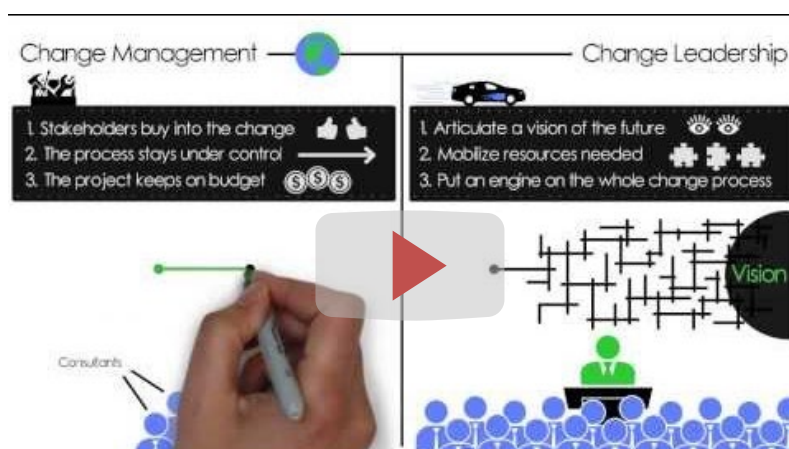 Change Management
Change Leadership
1. Stakeholders buy into the change
2. The process stays under control
3. The project keeps on budget
$ $ $
1. Articulate a vision of the future
2. Mobilize resources needed
3. Put an engine on the whole change process
Vision
Consultants